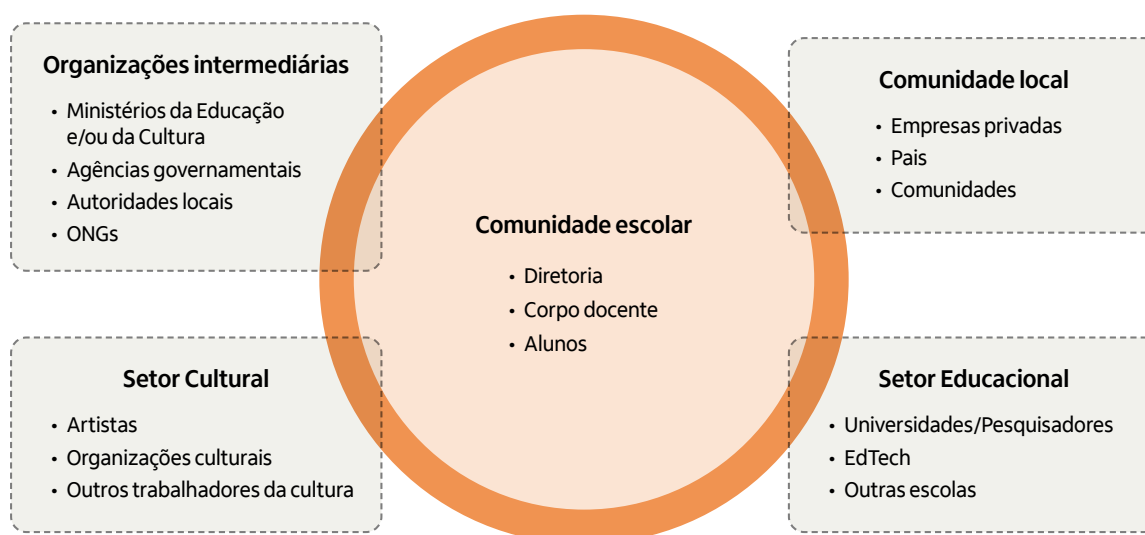 Organizações intermediárias
• Ministérios da Educação
e/ou da Cultura
• Agências governamentais
• Autoridades locais
• ONGs
Comunidade local
• Empresas privadas
• Pais
• Comunidades
Comunidade escolar
• Diretoria
• Corpo docente
• Alunos
Setor Cultural
• Artistas
• Organizações culturais
• Outros trabalhadores da cultura
Setor Educacional
• Universidades/Pesquisadores
• EdTech
• Outras escolas